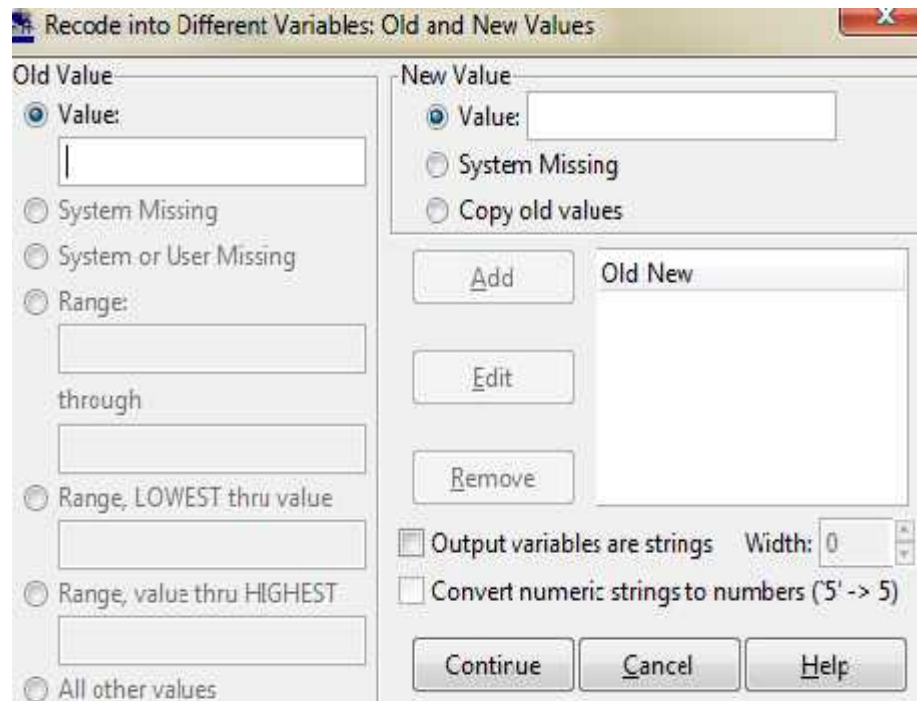 Recode into Different Variables: Old and New Values
Old Value
Value:
System Missing
System or User Missing
Range:
through
Range, LOWEST thru value
Range, value thru HIGHEST
All other values
New Value
Value:
System Missing
Copy old values
Add
Edit
Remove
Old New
Output variables are strings Width: 0
Convert numeric strings to numbers ('5' -> 5)
Continue Cancel Help